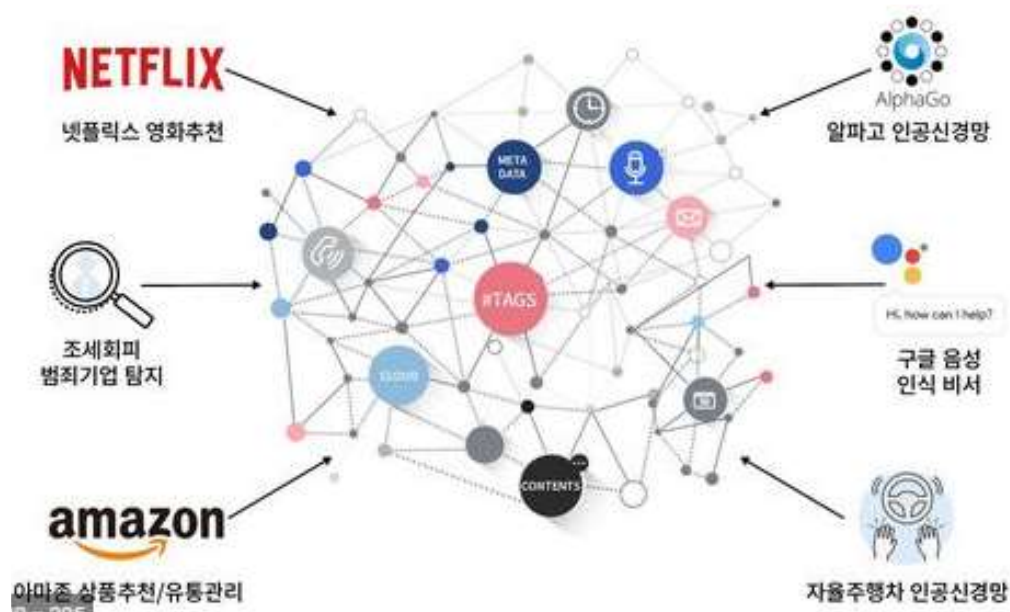 NETFLIX
넷플릭스 영화추천
AlphaGo
알파고 인공신경망
META
DATA
#TAGS
조세회피
범죄기업 탐지
Hi, how can I help?
구글 음성
인식 비서
CLOUD
CONTENTS
amazon
아마존 상품추천/유통관리
자율주행차 인공신경망